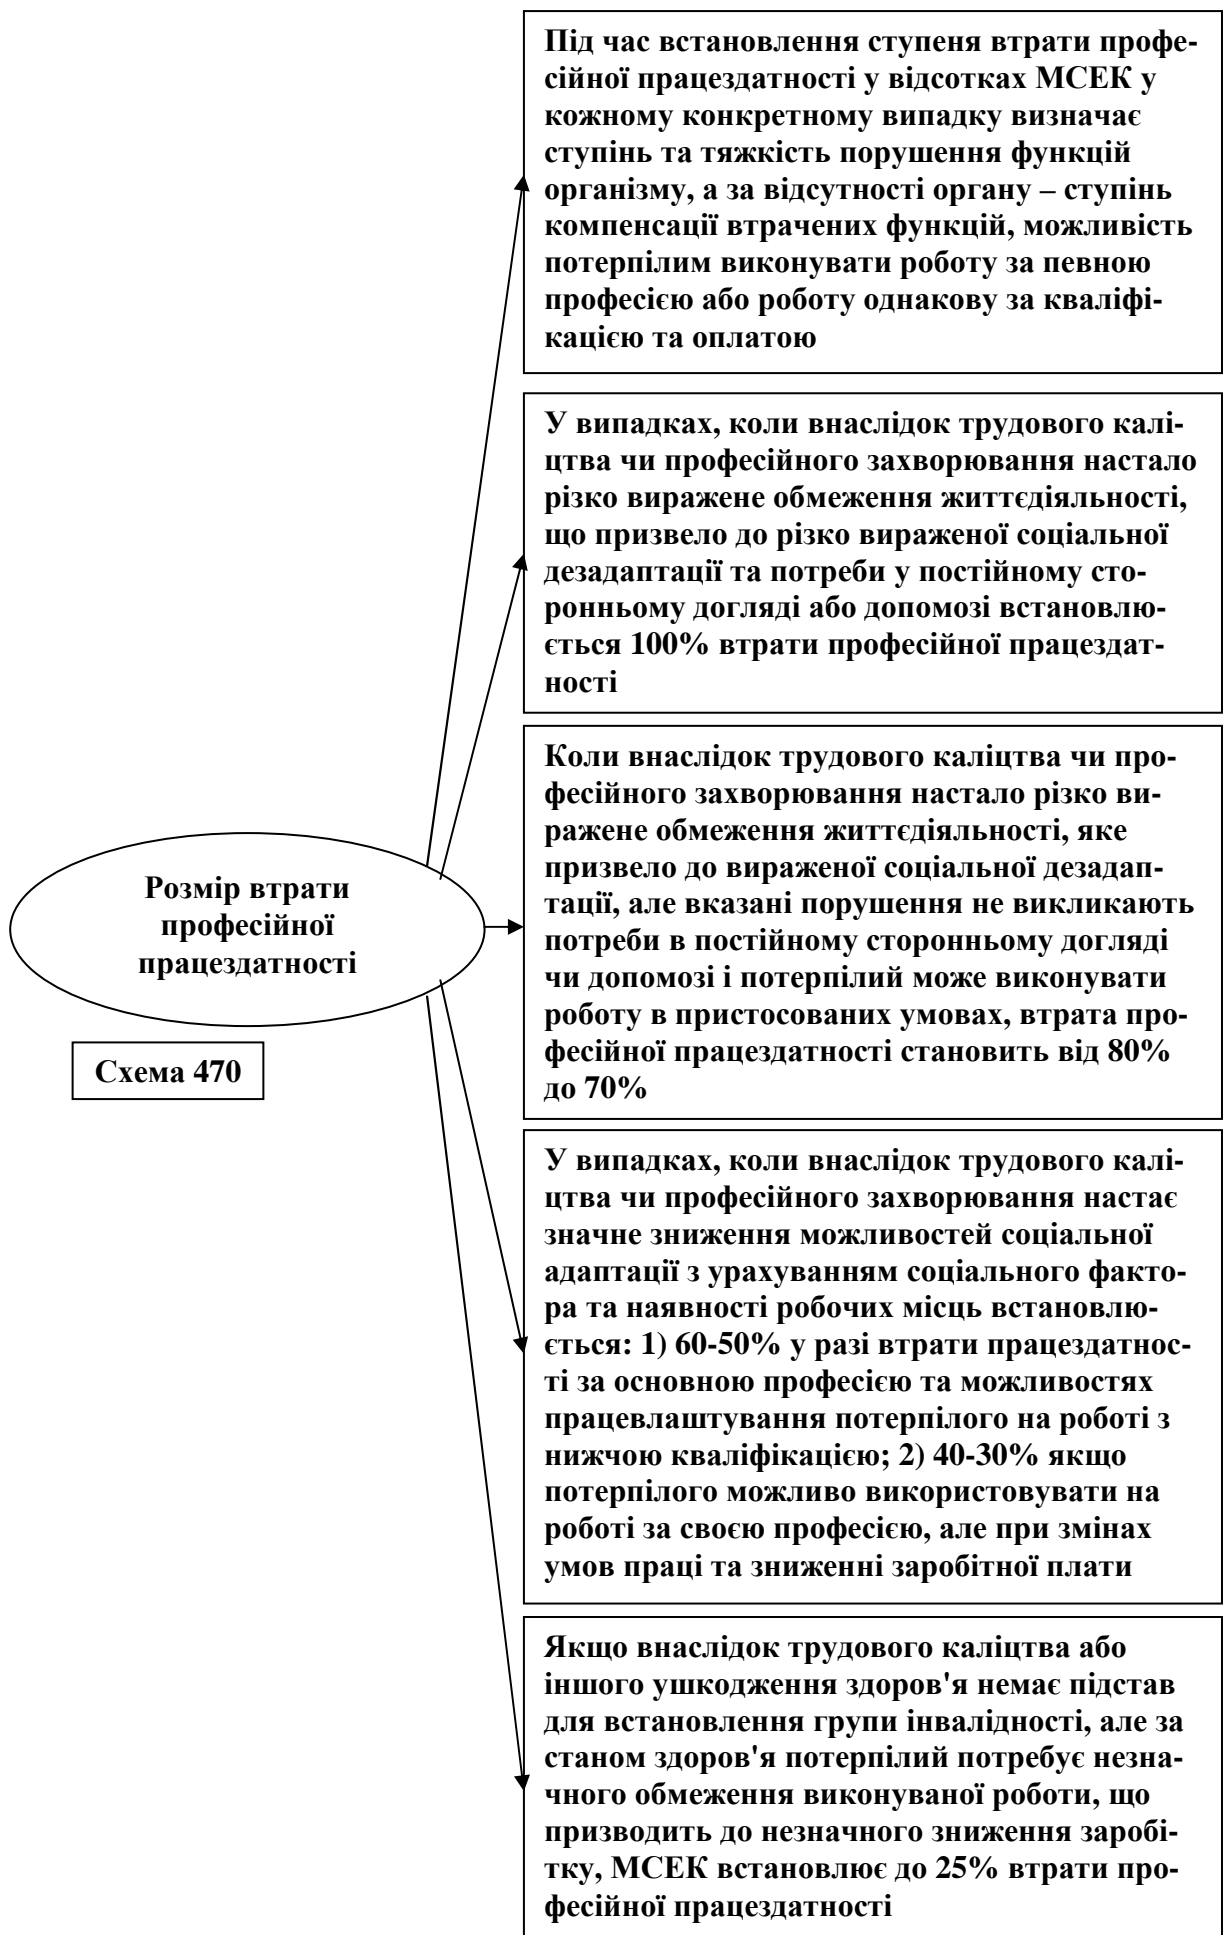 Під час встановлення ступеня втрати профе-
сійної працездатності у відсотках МСЕК у
кожному конкретному випадку визначає
ступінь та тяжкість порушення функцій
організму, а за відсутності органу – ступінь
компенсації втрачених функцій, можливість
потерпілим виконувати роботу за певною
професією або роботу однакову за кваліфі-
кацією та оплатою
У випадках, коли внаслідок трудового калі-
цтва чи професійного захворювання настало
різко виражене обмеження життєдіяльності,
що призвело до різко вираженої соціальної
дезадаптації та потреби у постійному сто-
ронньому догляді або допомозі встановлю-
ється 100% втрати професійної працездат-
ності
Коли внаслідок трудового каліцтва чи про-
фесійного захворювання настало різко ви-
ражене обмеження життєдіяльності, яке
призвело до вираженої соціальної дезадап-
тації, але вказані порушення не викликають
потреби в постійному сторонньому догляді
чи допомозі і потерпілий може виконувати
роботу в пристосованих умовах, втрата про-
фесійної працездатності становить від 80%
до 70%
Розмір втрати
професійної
працездатності
Схема 470
У випадках, коли внаслідок трудового калі-
цтва чи професійного захворювання настає
значне зниження можливостей соціальної
адаптації з урахуванням соціального факто-
ра та наявності робочих місць встановлю-
ється: 1) 60-50% у разі втрати працездатнос-
ті за основною професією та можливостях
працевлаштування потерпілого на роботі з
нижчою кваліфікацією; 2) 40-30% якщо
потерпілого можливо використовувати на
роботі за своєю професією, але при змінах
умов праці та зниженні заробітної плати
Якщо внаслідок трудового каліцтва або
іншого ушкодження здоров'я немає підстав
для встановлення групи інвалідності, але за
станом здоров'я потерпілий потребує незна-
чного обмеження виконуваної роботи, що
призводить до незначного зниження заробі-
тку, МСЕК встановлює до 25% втрати про-
фесійної працездатності